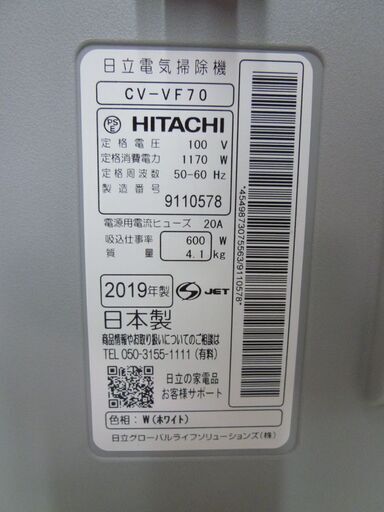 日立電気掃除機
CV-VF70
PS E HITACHI
定格電圧 100 V
定格消費電力 1170 W
定格周波数 50-60 Hz
製造番号 9110578
電源用電流ヒューズ 20A
吸込仕事率 600 W
質量 4.1 kg
2019年製 S JET
日本製
商品情報やお取り扱いについてのご相談は
TEL 050-3155-1111 (有料)
日立の家電品
お客様サポート
色相：W(ホワイト)
日立グローバルライフソリューションズ(株)
*4549873075563/9110578*